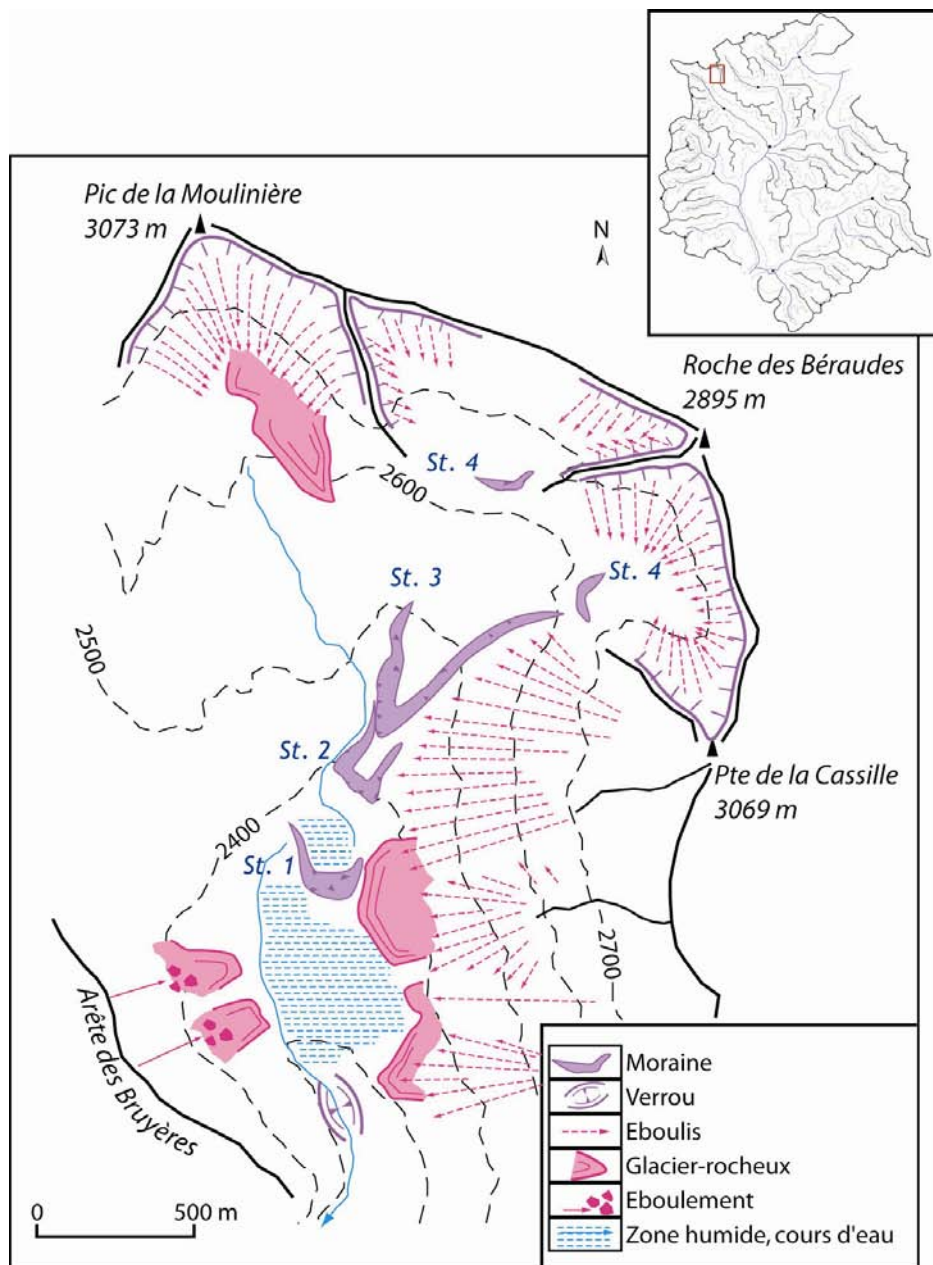 Pic de la Moulinière
3073 m
N
Roche des Béraudes
2895 m
St. 4
2600
St. 4
St. 3
2500
St. 2
Pte de la Cassille
3069 m
2400
St. 1
2700
Arête des Bruyères
0 500 m
Moraine
Verrou
Eboulis
Glacier-rocheux
Eboulement
Zone humide, cours d'eau